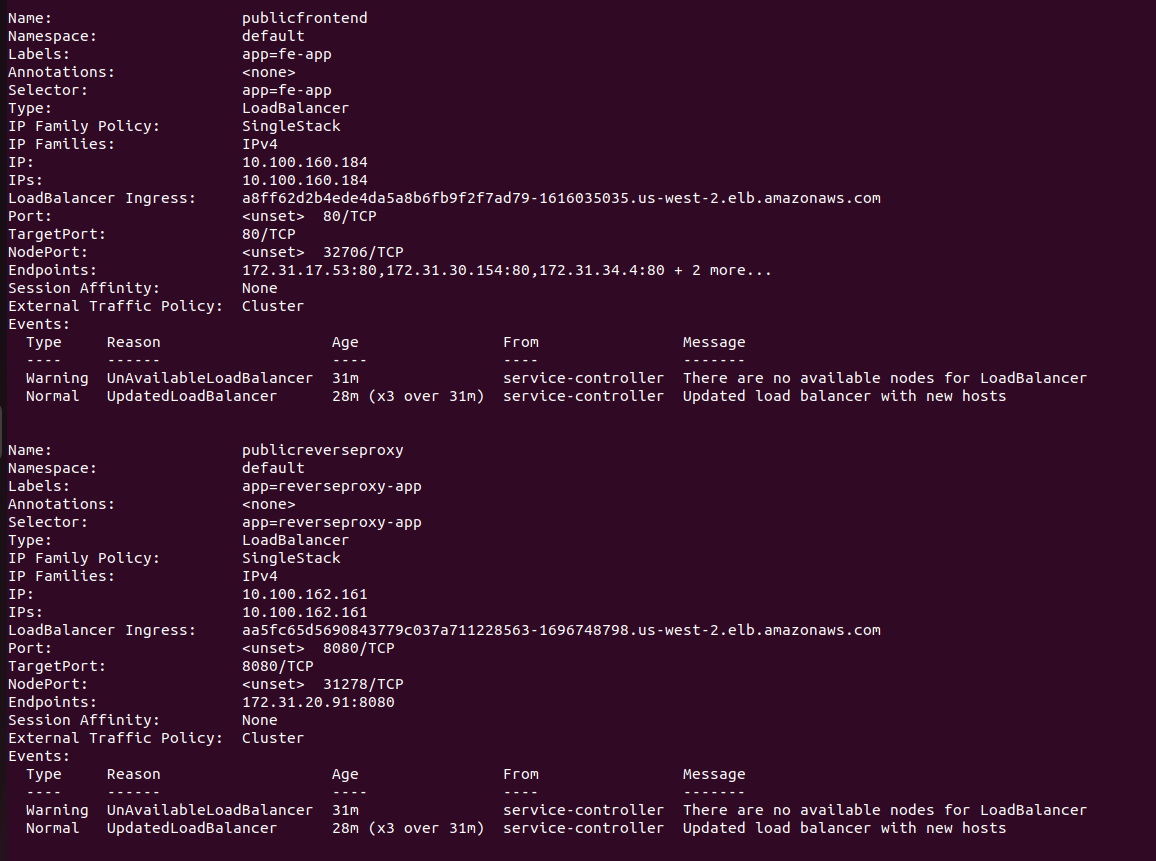 Name:                     publicfrontend
Namespace:                default
Labels:                   app=fe-app
Annotations:              <none>
Selector:                 app=fe-app
Type:                     LoadBalancer
IP Family Policy:         SingleStack
IP Families:              IPv4
IP:                       10.100.160.184
IPs:                      10.100.160.184
LoadBalancer Ingress:     a8ff62d2b4ede4da5a8b6fb9f2f7ad79-1616035035.us-west-2.elb.amazonaws.com
Port:                     <unset>  80/TCP
TargetPort:               80/TCP
NodePort:                 <unset>  32706/TCP
Endpoints:                172.31.17.53:80,172.31.30.154:80,172.31.34.4:80 + 2 more...
Session Affinity:         None
External Traffic Policy:  Cluster
Events:
  Type     Reason                   Age                From                Message
  ----     ------                   ----               ----                -------
  Warning  UnAvailableLoadBalancer  31m                service-controller  There are no available nodes for LoadBalancer
  Normal   UpdatedLoadBalancer      28m (x3 over 31m)  service-controller  Updated load balancer with new hosts
Name:                     publicreverseproxy
Namespace:                default
Labels:                   app=reverseproxy-app
Annotations:              <none>
Selector:                 app=reverseproxy-app
Type:                     LoadBalancer
IP Family Policy:         SingleStack
IP Families:              IPv4
IP:                       10.100.162.161
IPs:                      10.100.162.161
LoadBalancer Ingress:     aa5fc65d5690843779c037a711228563-1696748798.us-west-2.elb.amazonaws.com
Port:                     <unset>  8080/TCP
TargetPort:               8080/TCP
NodePort:                 <unset>  31278/TCP
Endpoints:                172.31.20.91:8080
Session Affinity:         None
External Traffic Policy:  Cluster
Events:
  Type     Reason                   Age                From                Message
  ----     ------                   ----               ----                -------
  Warning  UnAvailableLoadBalancer  31m                service-controller  There are no available nodes for LoadBalancer
  Normal   UpdatedLoadBalancer      28m (x3 over 31m)  service-controller  Updated load balancer with new hosts